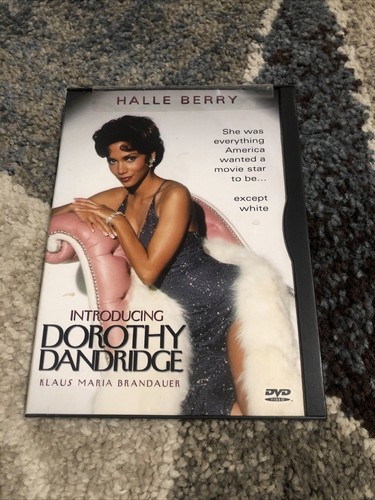 HALLE BERRY
She was
everything
America
wanted a
movie star
to be...
except
white
INTRODUCING
DOROTHY
DANDRIDGE
KLAUS MARIA BRANDAUER
DVD
VIDEO